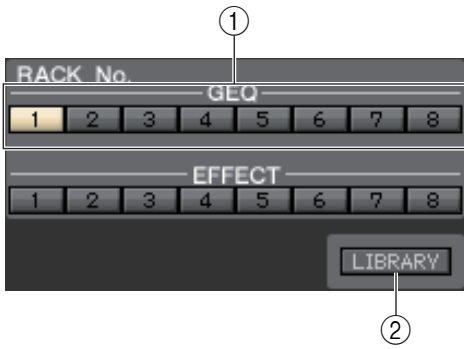 ①
RACK No.
GEQ
1 2 3 4 5 6 7 8
EFFECT
1 2 3 4 5 6 7 8
LIBRARY
②